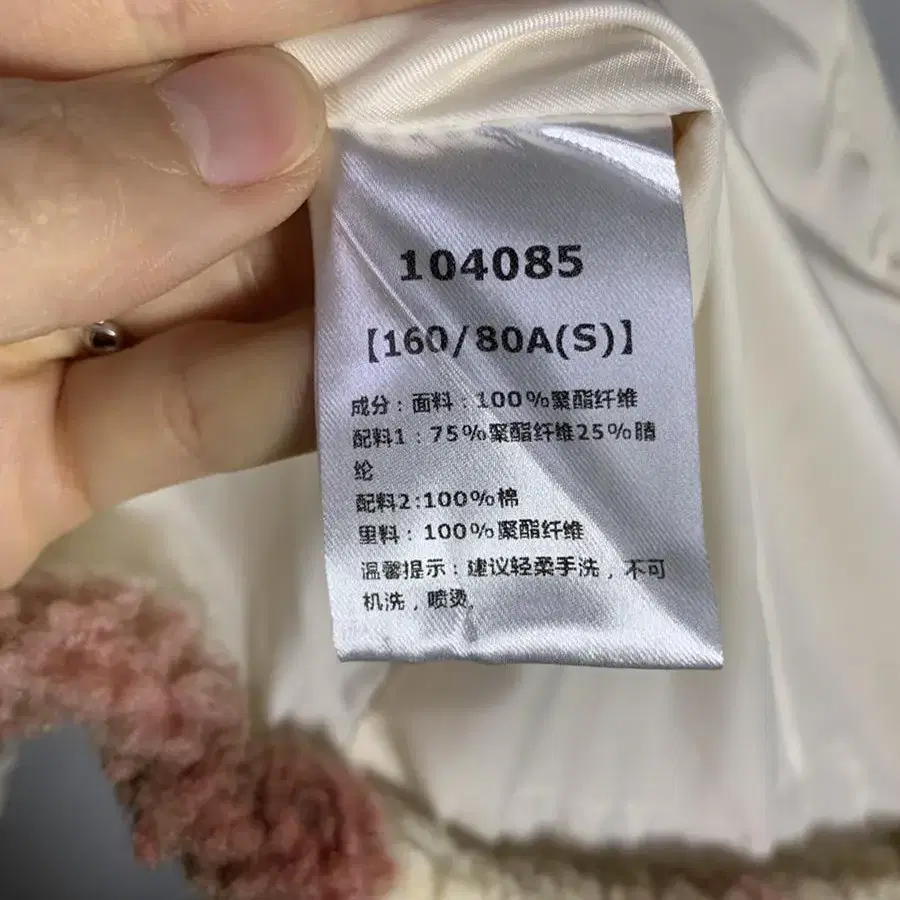 104085
【160/80A(S)】
成分：面料：100%聚酯纤维
配料1：75%聚酯纤维25%腈
纶
配料2:100%棉
里料：100%聚酯纤维
温馨提示：建议轻柔手洗，不可
机洗，喷烫。